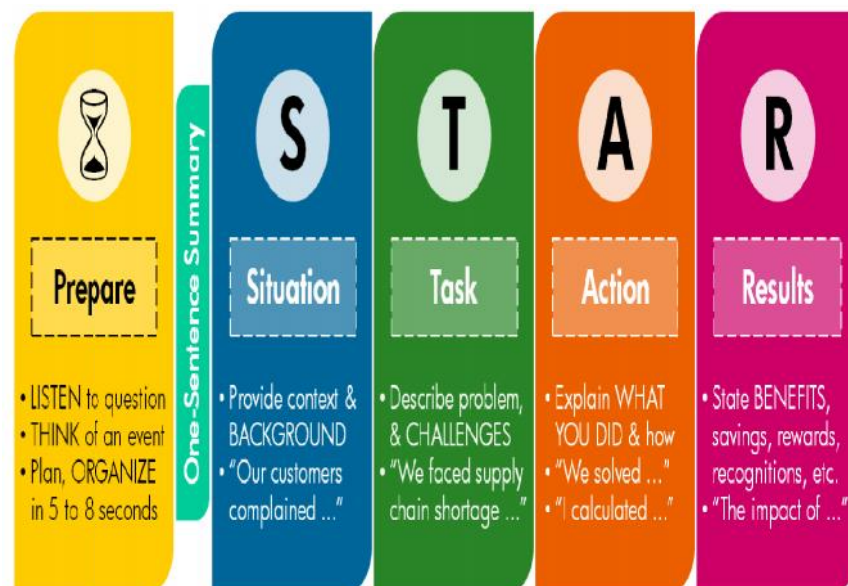 Prepare
• LISTEN to question
• THINK of an event
• Plan, ORGANIZE
in 5 to 8 seconds
One-Sentence Summary
S
Situation
• Provide context &
BACKGROUND
• “Our customers
complained ...”
T
Task
• Describe problem,
& CHALLENGES
• “We faced supply
chain shortage ...”
A
Action
• Explain WHAT
YOU DID & how
• “We solved ...”
• “I calculated ...”
R
Results
• State BENEFITS,
savings, rewards,
recognitions, etc.
• “The impact of ...”